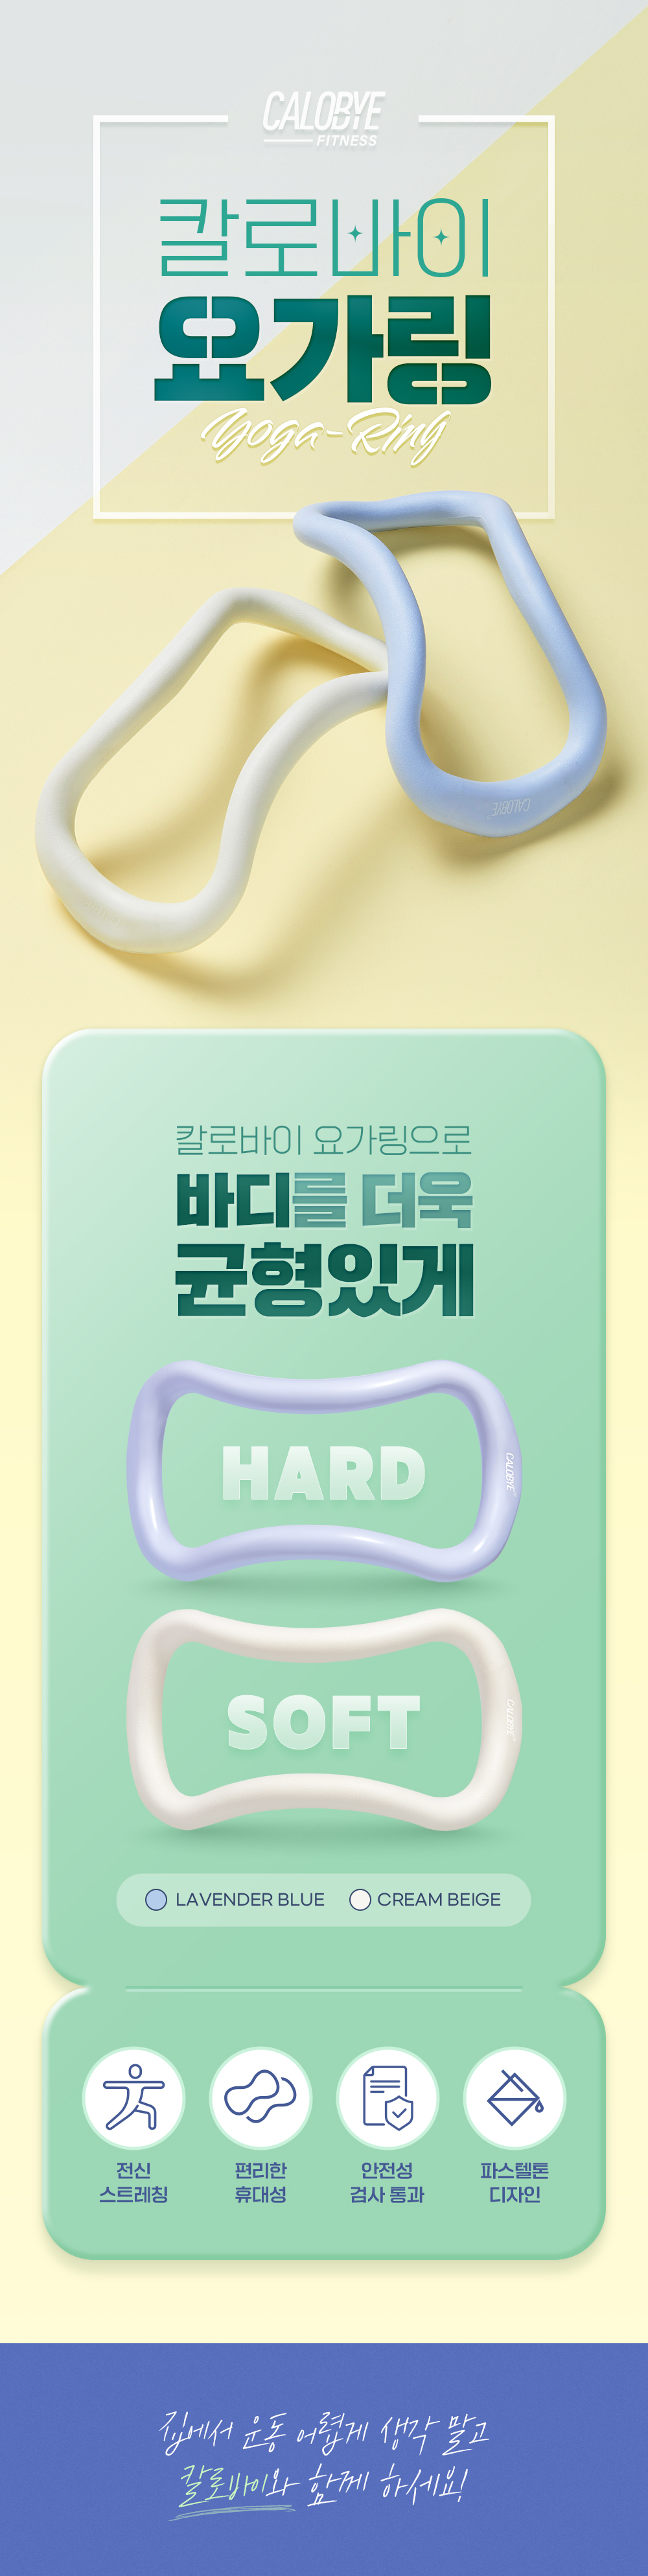 CALOBYE
FITNESS
칼로바이
요가링
Yoga-Ring
CALOBYE
칼로바이 요가링으로
바디를 더욱
균형있게
HARD
CALOBYE
SOFT
CALOBYE
LAVENDER BLUE CREAM BEIGE
전신 편리한 안전성 파스텔톤
스트레칭 휴대성 검사 통과 디자인
집에서 운동 어렵게 생각 말고
칼로바이와 함께 하세요!